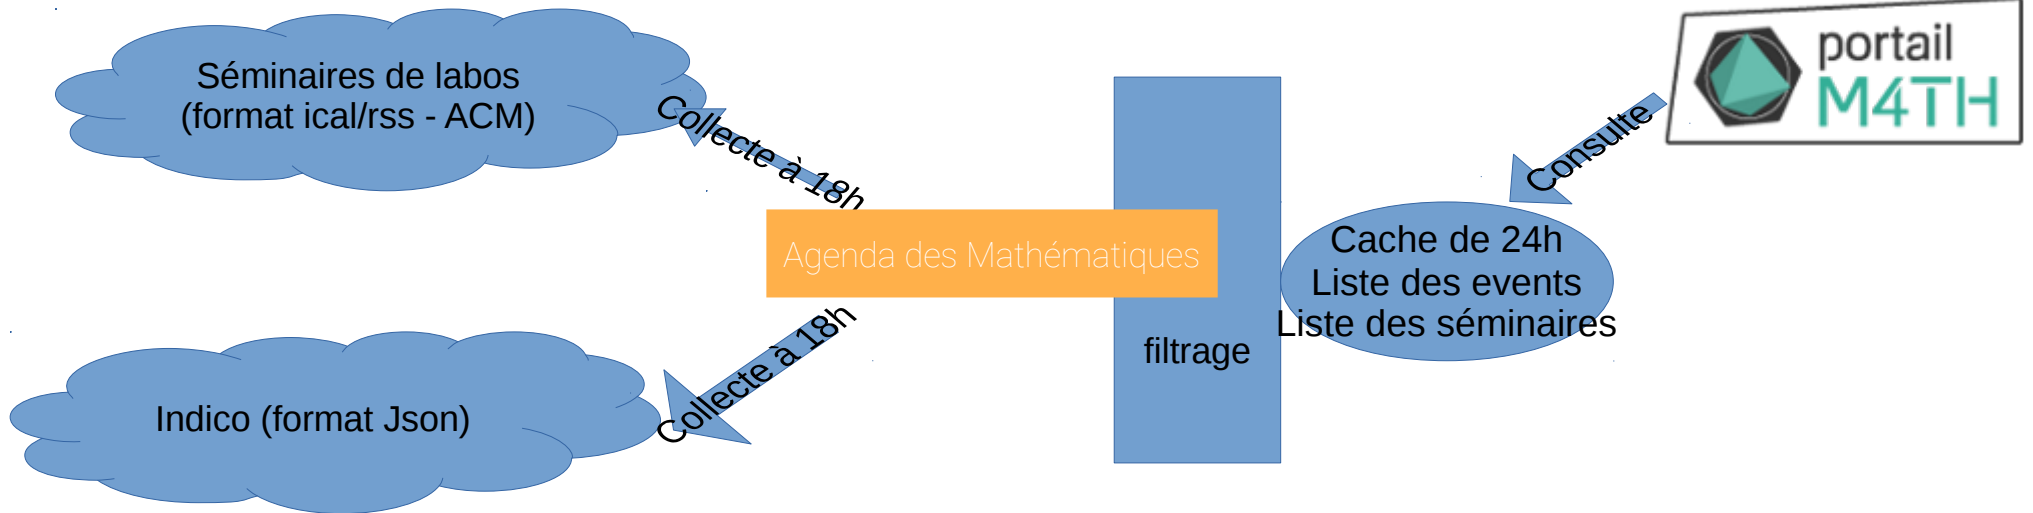 Séminaires de labos
(format ical/rss - ACM)
Collecte à 18h
portail
M4TH
Consulte
Agenda des Mathématiques
Cache de 24h
Liste des events
Liste des séminaires
filtrage
Collecte à 18h
Indico (format Json)